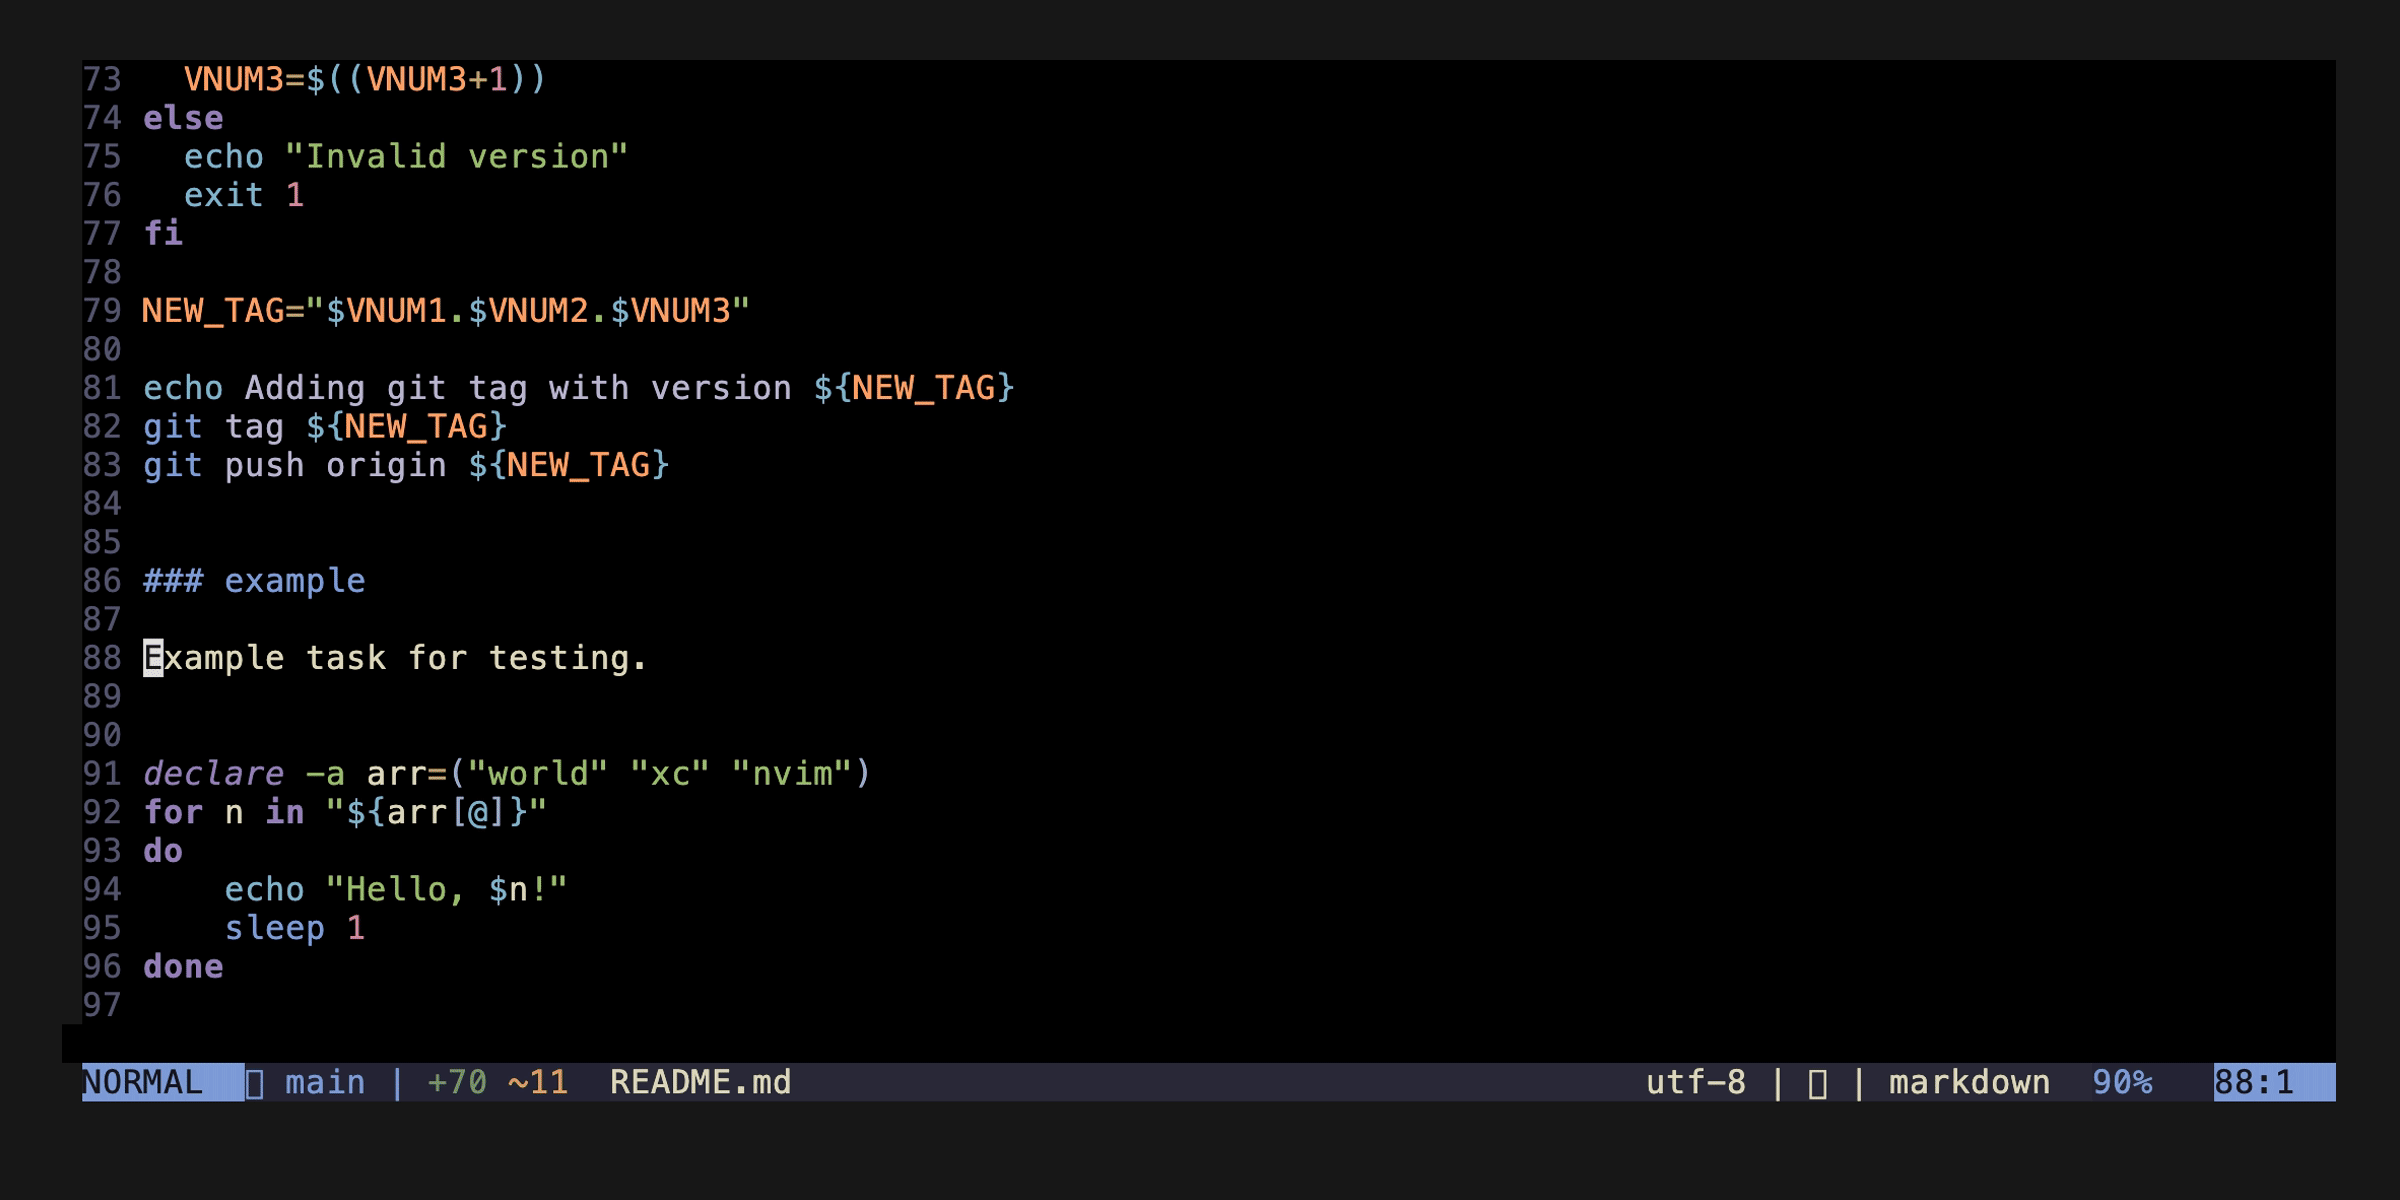 73   VNUM3=$((VNUM3+1))
74 else
75   echo "Invalid version"
76   exit 1
77 fi
78
79 NEW_TAG="$VNUM1.$VNUM2.$VNUM3"
80
81 echo Adding git tag with version ${NEW_TAG}
82 git tag ${NEW_TAG}
83 git push origin ${NEW_TAG}
84
85
86 ### example
87
88 Example task for testing.
89
90
91 declare -a arr=("world" "xc" "nvim")
92 for n in "${arr[@]}"
93 do
94     echo "Hello, $n!"
95     sleep 1
96 done
97
NORMAL  main | +70 ~11  README.md  utf-8 |  | markdown  90%  88:1